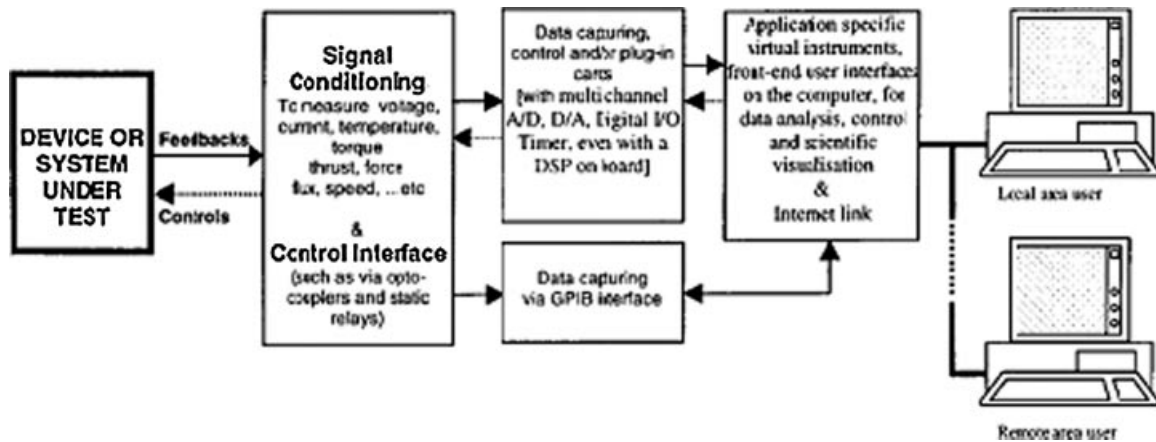 DEVICE OR
SYSTEM
UNDER
TEST
Feedbacks
Controls
Signal
Conditioning
To measure voltage,
current, temperature,
torque
thrust, force
flux, speed, ... etc
&
Control Interface
(such as via opto-
couplers and static
relays)
Data capturing,
control and/or plug-in
cards
[with multichannel
A/D, D/A, Digital I/O
Timer, even with a
DSP on board]
Data capturing
via GPIB interface
Application specific
virtual instruments,
front-end user interfaces
on the computer, for
data analysis, control
and scientific
visualisation
&
Internet link
Local area user
Remote area user